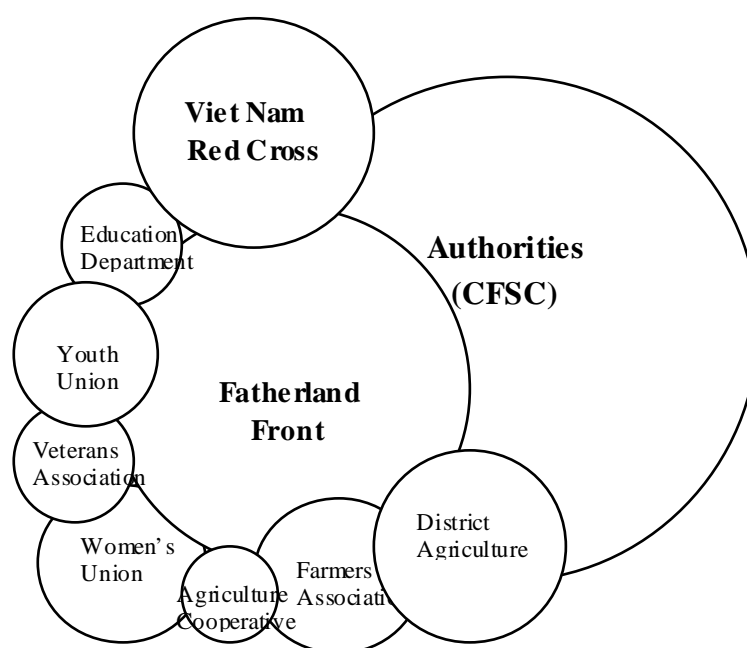 Viet Nam
Red Cross
Education
Department
Authorities
(CFSC)
Youth
Union
Fatherland
Front
Veterans
Association
District
Agriculture
Women's
Union
Farmers
Association
Agriculture
Cooperative